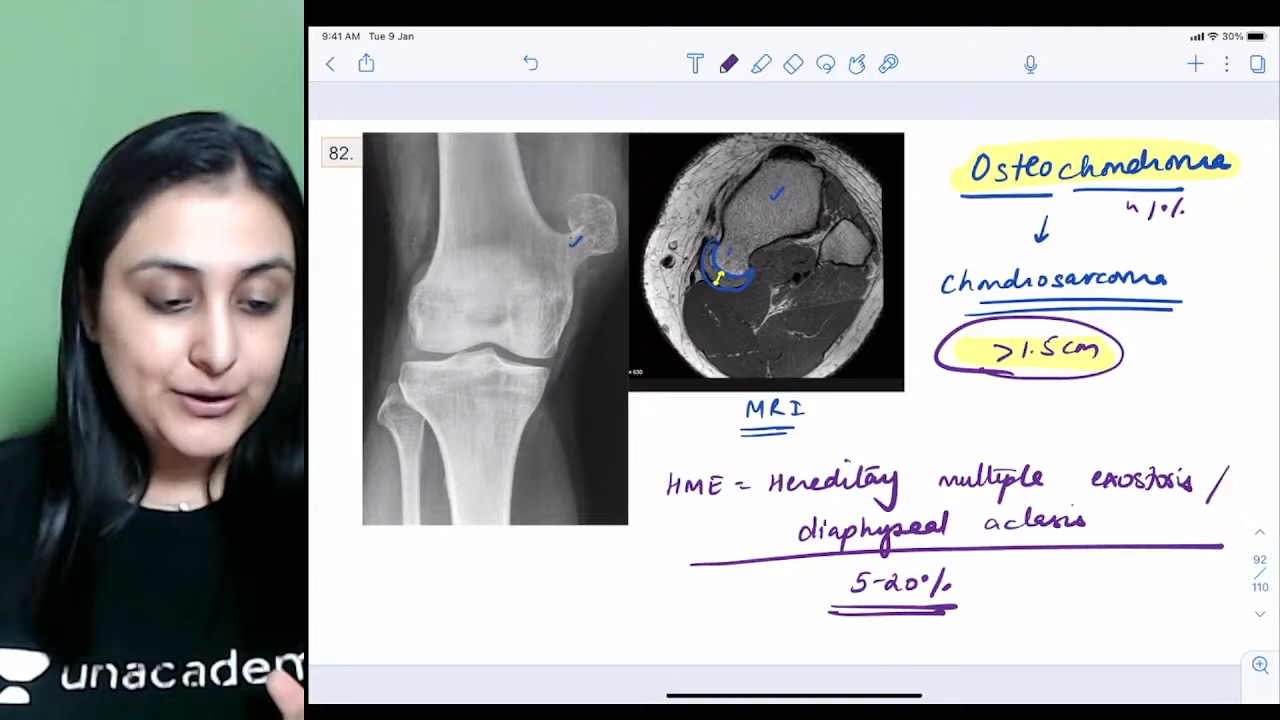 9:41 AM Tue 9 Jan
30%
82.
Osteochondroma
~1%
Chondrosarcoma
>1.5cm
= 630
MRI
HME = Hereditary multiple exostosis /
diaphyseal aclasis
5-20%
92
110
unacadem